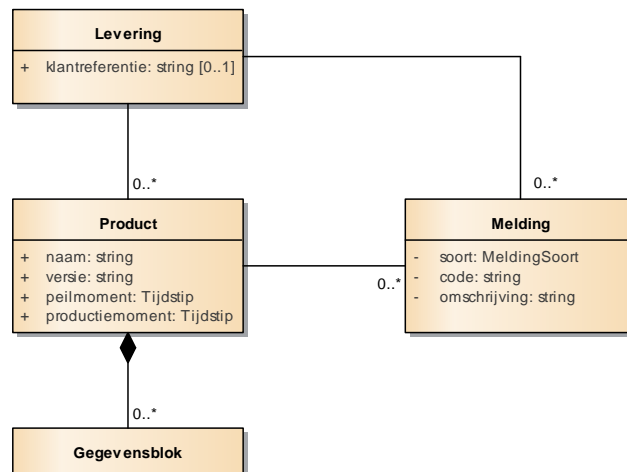 Levering
+ klantreferentie: string [0..1]
0..*
0..*
Product
+ naam: string
+ versie: string
+ peilmoment: Tijdstip
+ productiemoment: Tijdstip
0..*
Melding
- soort: MeldingSoort
- code: string
- omschrijving: string
0..*
Gegevensblok